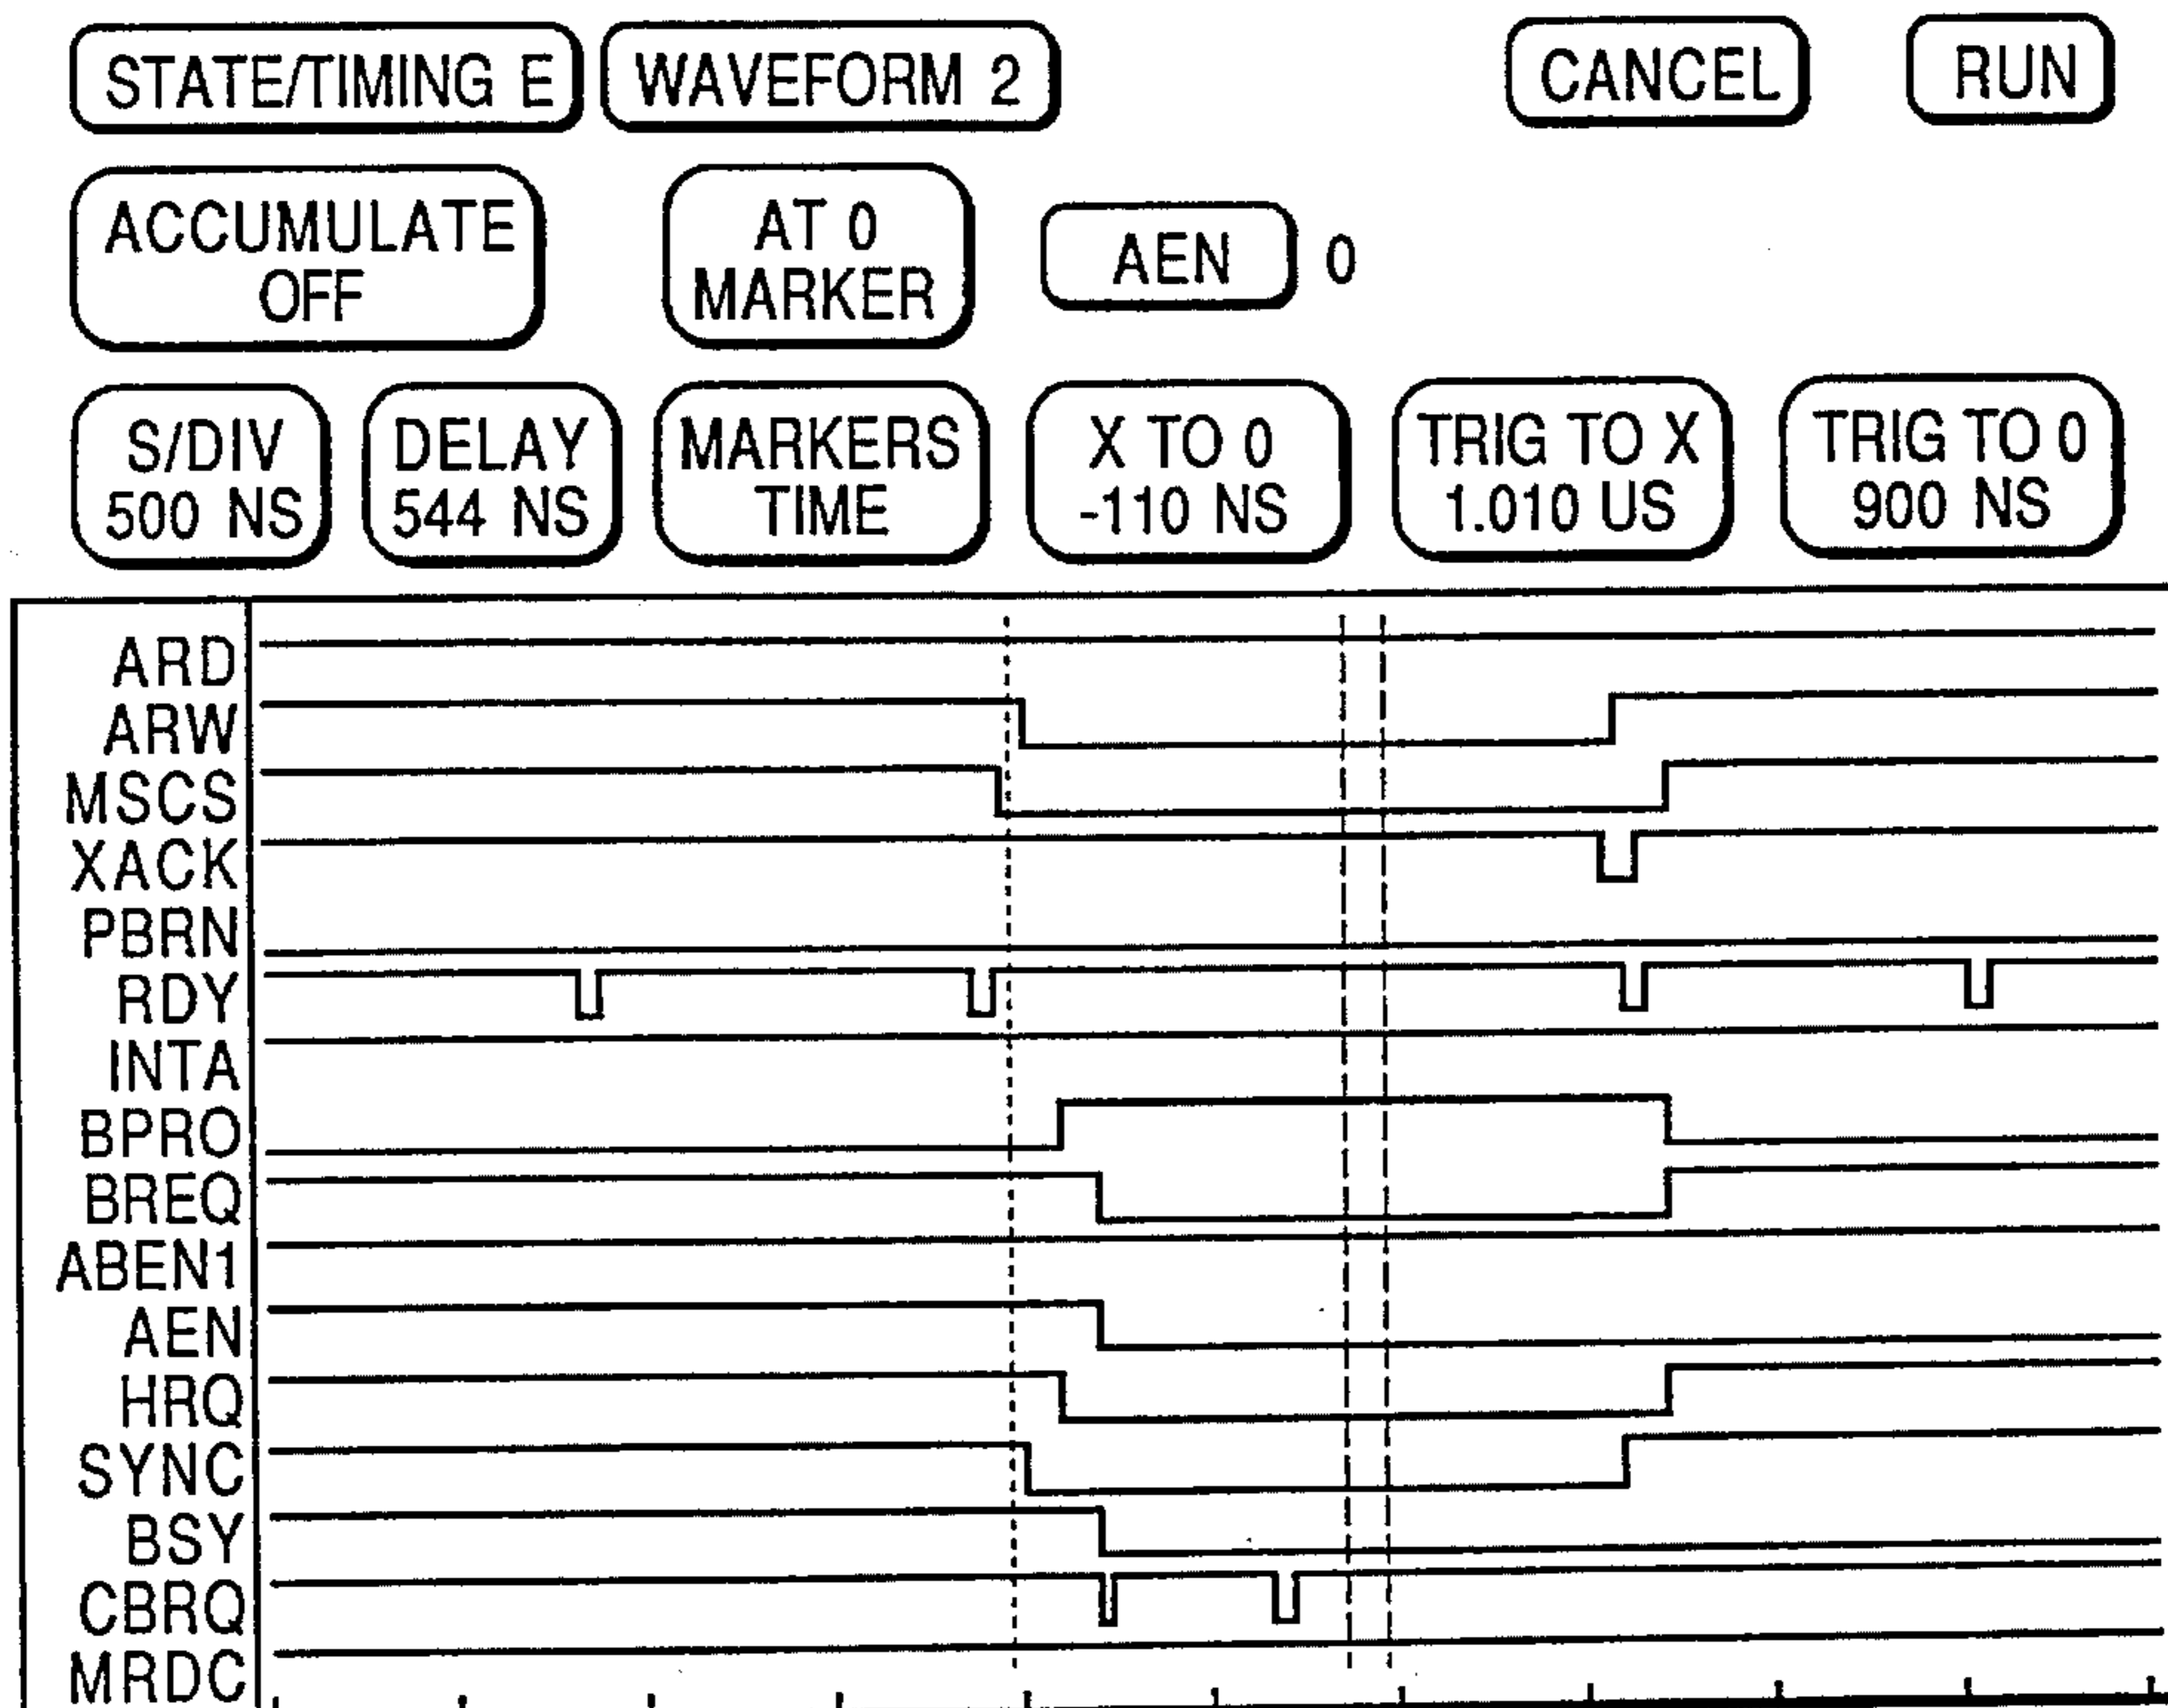 STATE/TIMING E WAVEFORM 2 CANCEL RUN
ACCUMULATE OFF AT 0 MARKER AEN 0
S/DIV 500 NS DELAY 544 NS MARKERS TIME X TO 0 -110 NS TRIG TO X 1.010 US TRIG TO 0 900 NS
ARD
ARW
MSCS
XACK
PBRN
RDY
INTA
BPRO
BREQ
ABEN1
AEN
HRQ
SYNC
BSY
CBRQ
MRDC